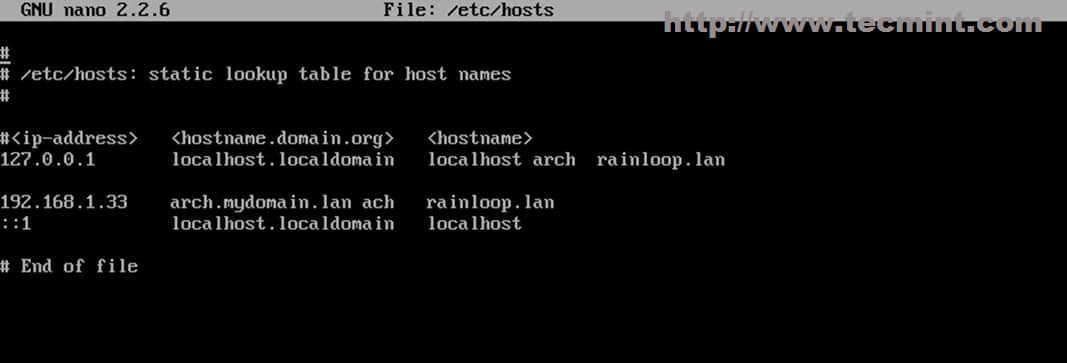 GNU nano 2.2.6 File: /etc/hosts
http://www.tecmint.com
#
# /etc/hosts: static lookup table for host names
#
#<ip-address> <hostname.domain.org> <hostname>
127.0.0.1 localhost.localdomain localhost arch rainloop.lan
192.168.1.33 arch.mydomain.lan ach rainloop.lan
::1 localhost.localdomain localhost
# End of file